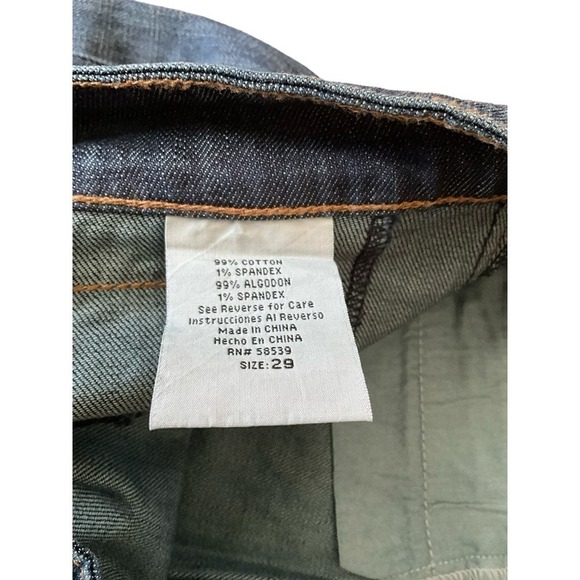 99% COTTON
1% SPANDEX
99% ALGODON
1% SPANDEX
See Reverse for Care
Instrucciones Al Reverso
Made In CHINA
Hecho En CHINA
RN# 58539
SIZE: 29